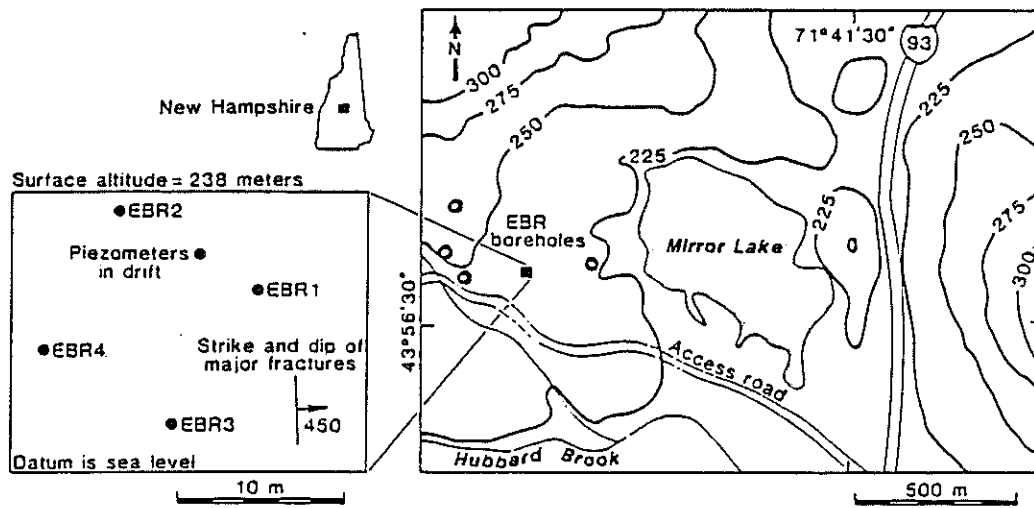 New Hampshire
Surface altitude = 238 meters
EBR2
Piezometers
in drift
EBR1
EBR4
Strike and dip of
major fractures
450
EBR3
Datum is sea level
10 m
N
71°41'30"
93
300
275
250
225
225
225
250
275
300
EBR
boreholes
Mirror Lake
43°56'30"
Access road
Hubbard Brook
500 m